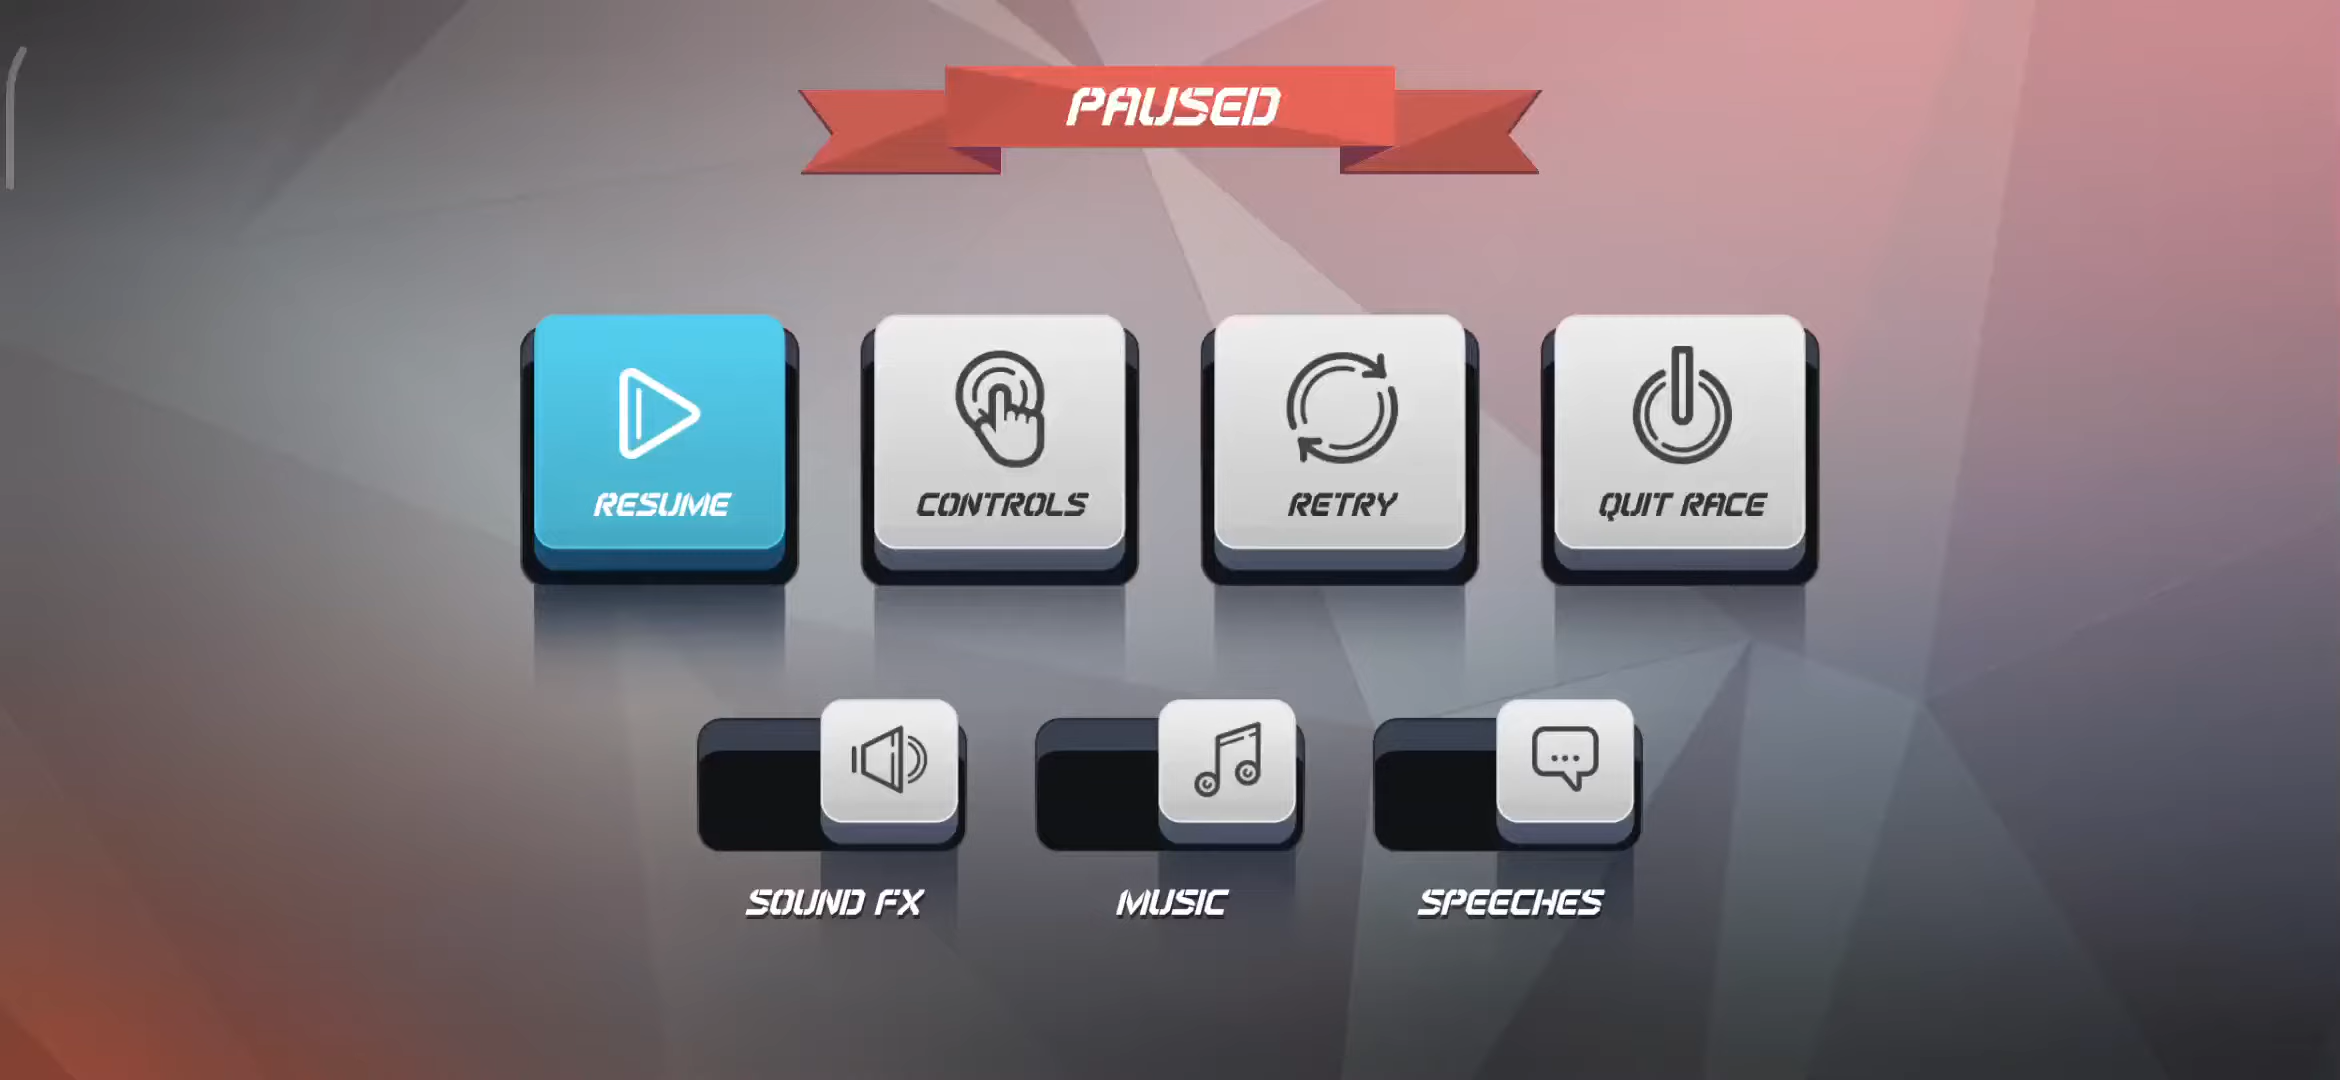 PAUSED
RESUME
CONTROLS
RETRY
QUIT RACE
SOUND FX
MUSIC
SPEECHES